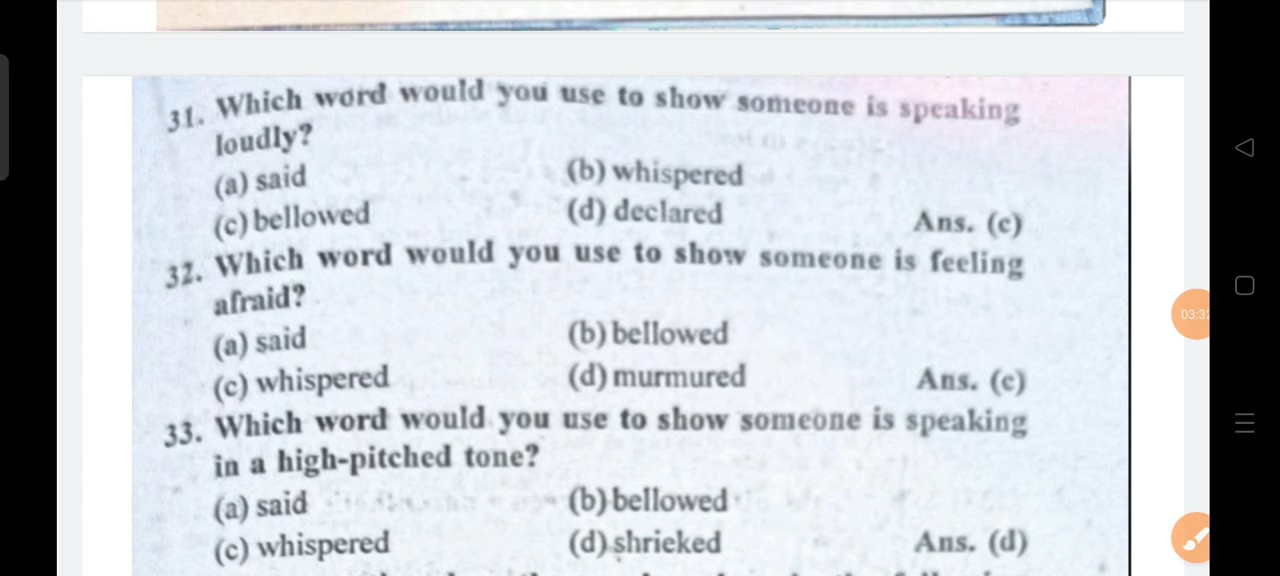 31. Which word would you use to show someone is speaking
loudly?
(a) said (b) whispered
(c) bellowed (d) declared Ans. (c)
32. Which word would you use to show someone is feeling
afraid?
(a) said (b) bellowed
(c) whispered (d) murmured Ans. (c)
33. Which word would you use to show someone is speaking
in a high-pitched tone?
(a) said (b) bellowed
(c) whispered (d) shrieked Ans. (d)
03:32